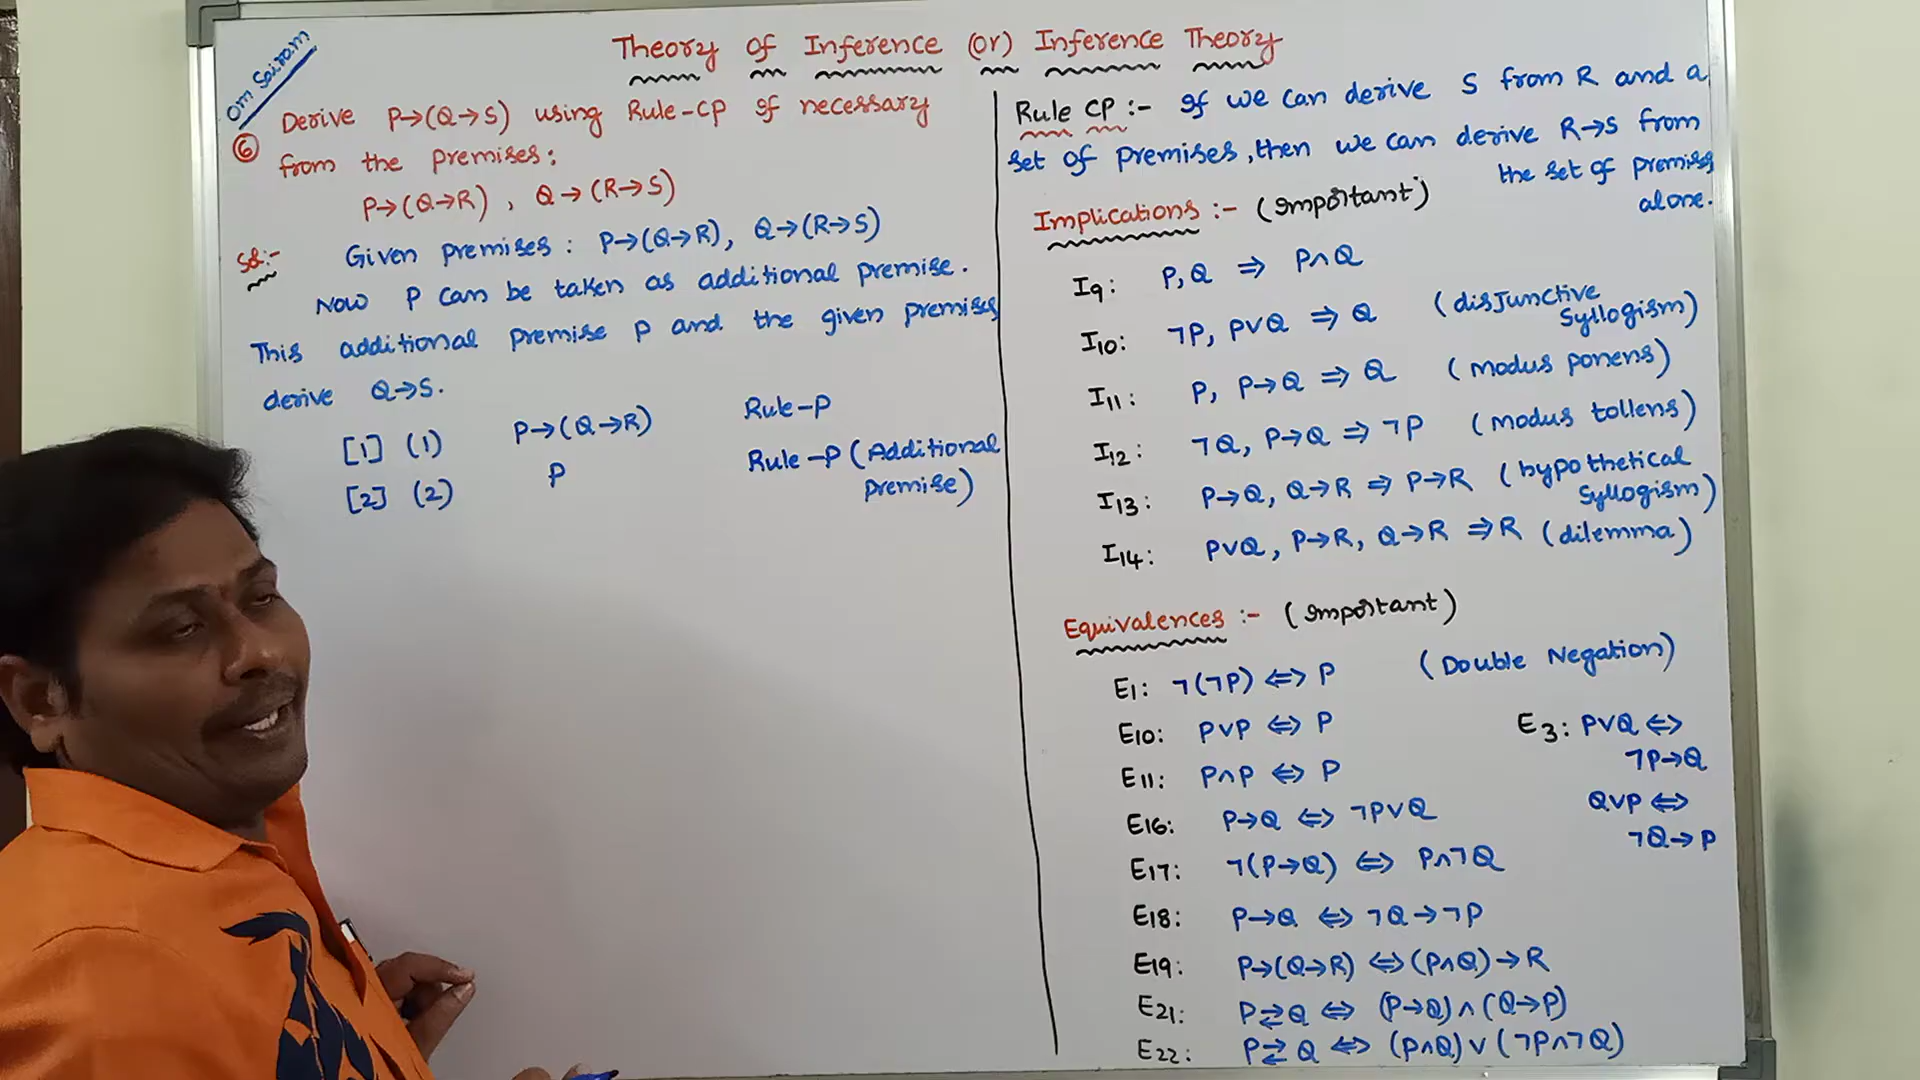 Theory of Inference (or) Inference Theory
Om Sairam
⑥ Derive P→(Q→S) using Rule-CP if necessary
from the premises:
P→(Q→R), Q→(R→S)
Sol:- Given premises: P→(Q→R), Q→(R→S)
Now P can be taken as additional premise.
This additional premise P and the given premises
derive Q→S.
[1] (1) P→(Q→R) Rule-P
[2] (2) P Rule-P (Additional
premise)
Rule CP:- If we can derive S from R and a
set of premises, then we can derive R→S from
the set of premises
alone.
Implications:- (Important)
I9: P, Q ⇒ P∧Q
I10: ¬P, P∨Q ⇒ Q (disjunctive
Syllogism)
I11: P, P→Q ⇒ Q (modus ponens)
I12: ¬Q, P→Q ⇒ ¬P (modus tollens)
I13: P→Q, Q→R ⇒ P→R (hypothetical
Syllogism)
I14: P∨Q, P→R, Q→R ⇒ R (dilemma)
Equivalences:- (Important)
E1: ¬(¬P) ⇔ P (Double Negation)
E10: P∨P ⇔ P
E11: P∧P ⇔ P
E16: P→Q ⇔ ¬P∨Q
E17: ¬(P→Q) ⇔ P∧¬Q
E18: P→Q ⇔ ¬Q→¬P
E19: P→(Q→R) ⇔ (P∧Q)→R
E21: P⇄Q ⇔ (P→Q)∧(Q→P)
E22: P⇄Q ⇔ (P∧Q)∨(¬P∧¬Q)
E3: P∨Q ⇔
¬P→Q
Q∨P ⇔
¬Q→P